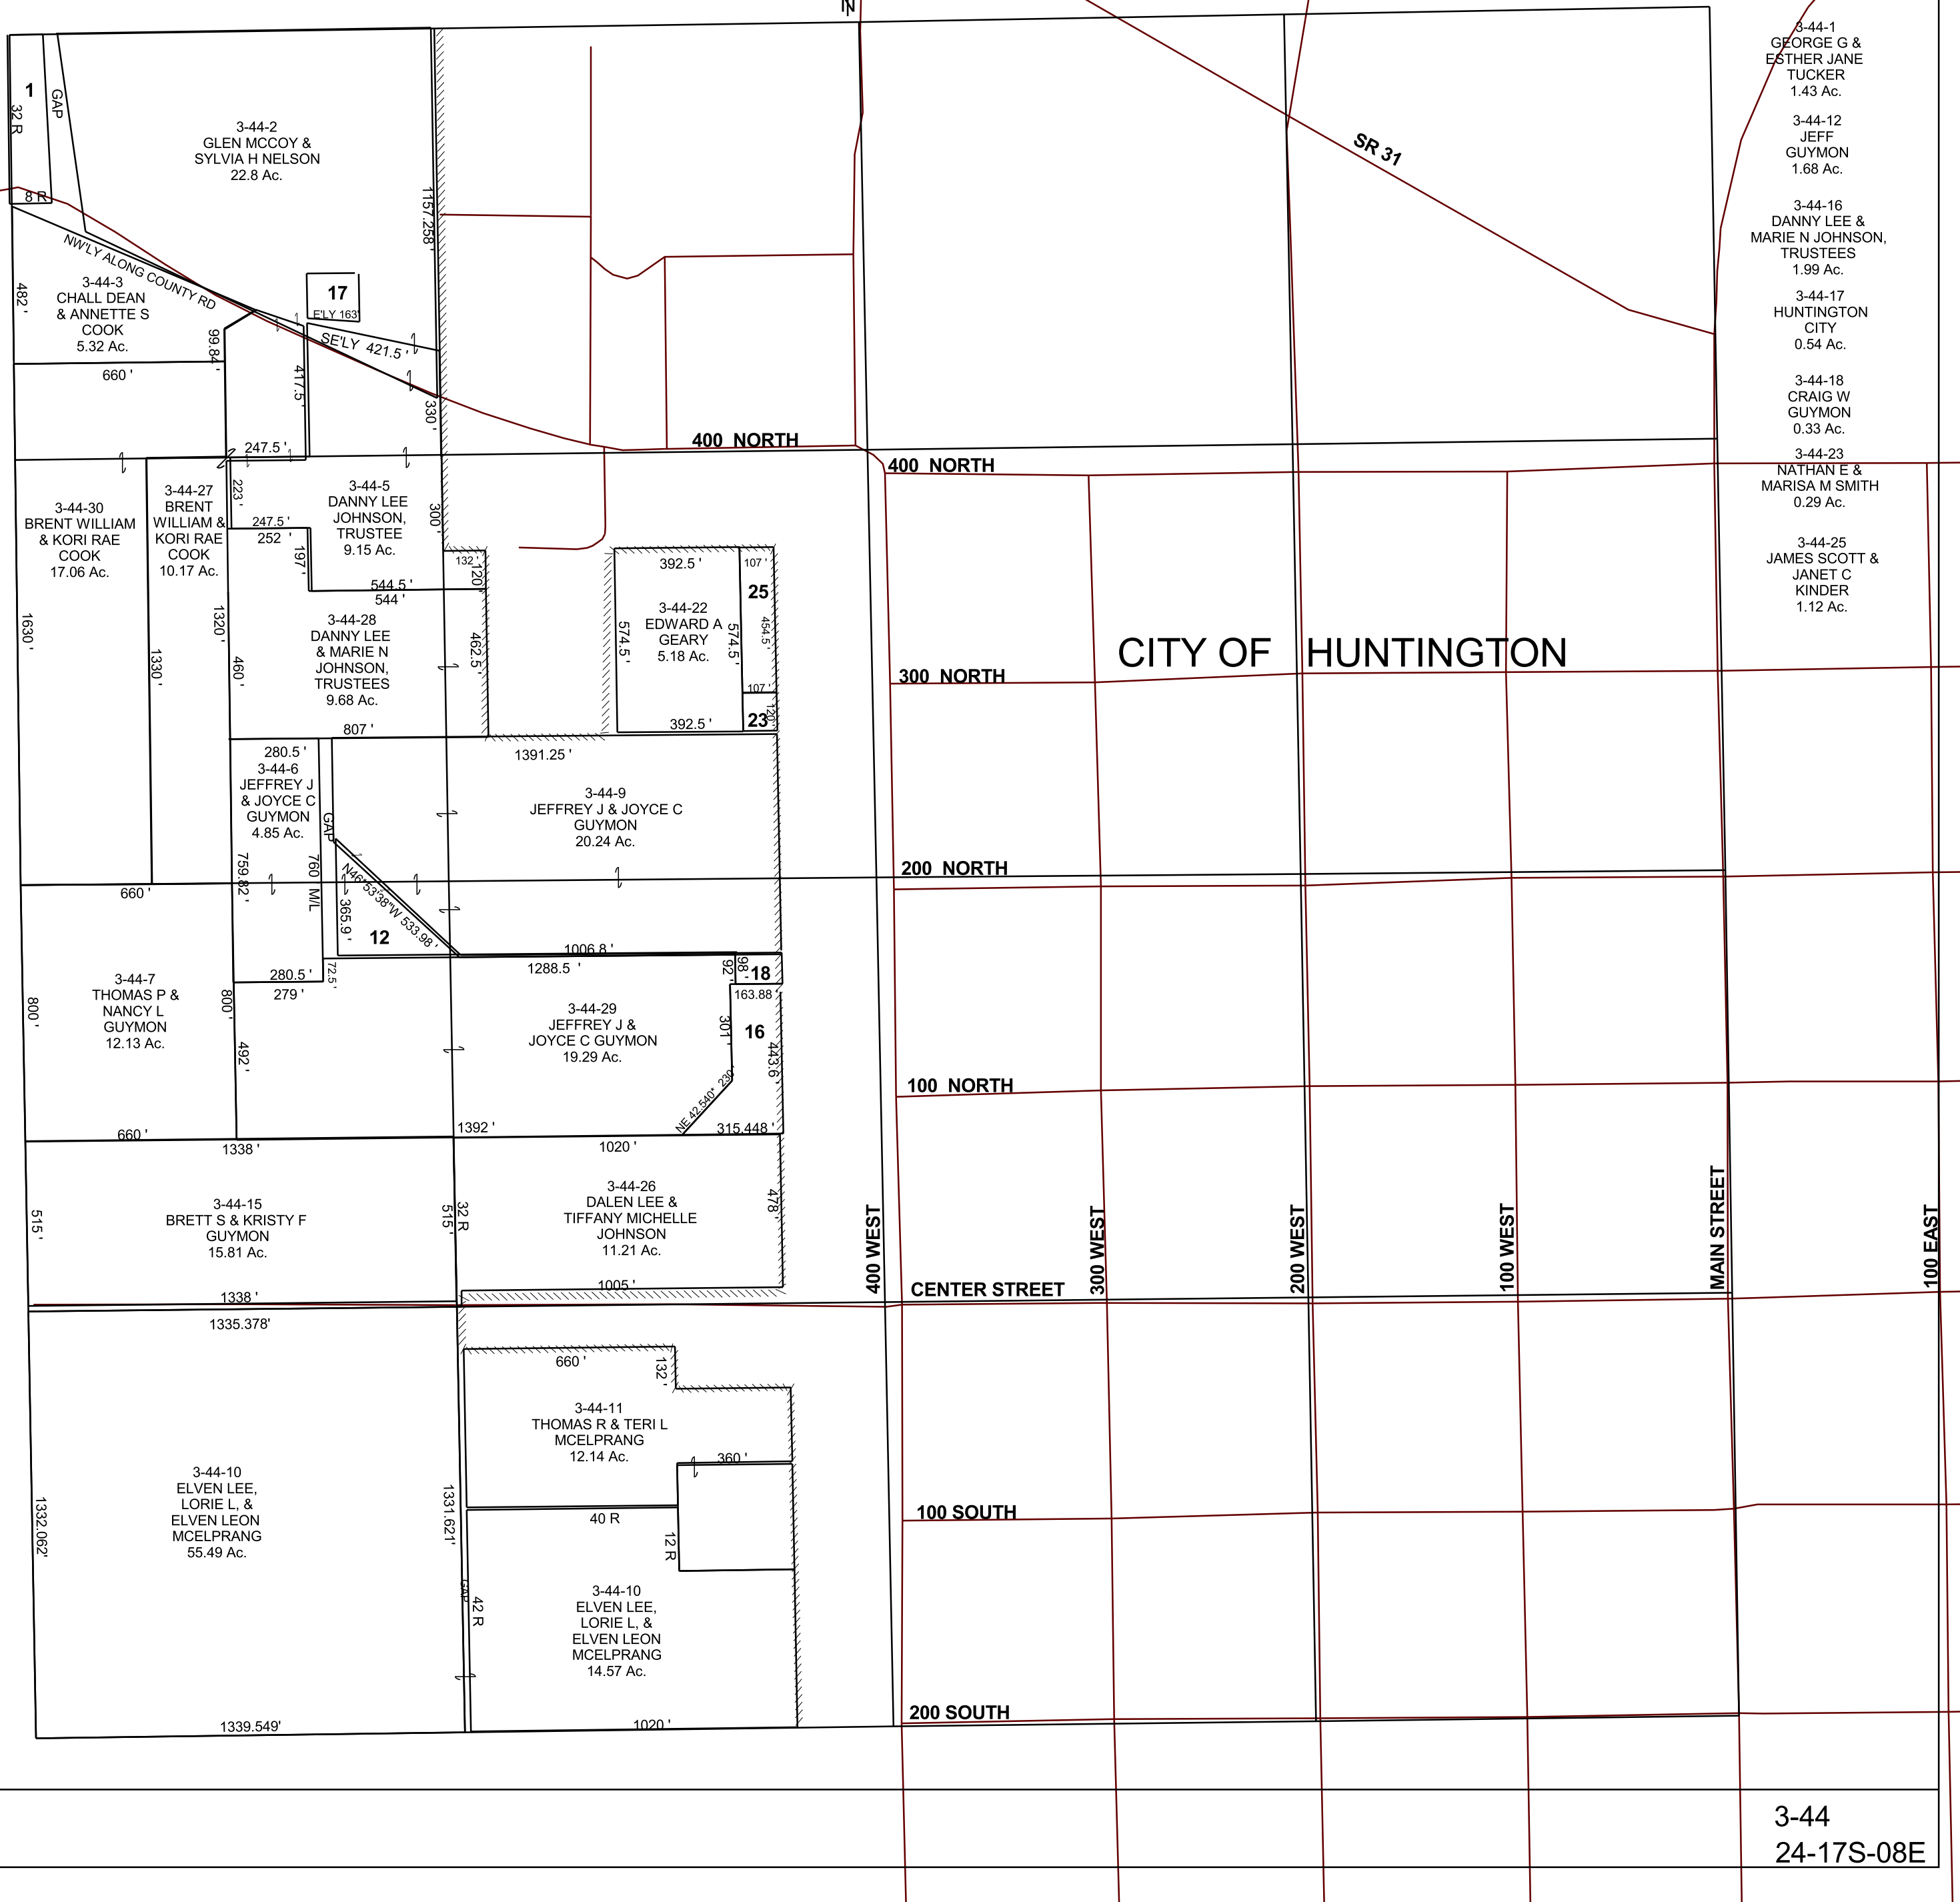 N
1
GAP
32 R
8 R
3-44-2
GLEN MCCOY &
SYLVIA H NELSON
22.8 Ac.
1157.258'
NW'LY ALONG COUNTY RD
482 '
3-44-3
CHALL DEAN
& ANNETTE S
COOK
5.32 Ac.
660 '
99.84 '
17
E'LY 163'
SE'LY 421.5 '
417.5 '
330 '
247.5 '
SR 31
400 NORTH
400 NORTH
3-44-30
BRENT WILLIAM
& KORI RAE
COOK
17.06 Ac.
1630'
3-44-27
BRENT
WILLIAM &
KORI RAE
COOK
10.17 Ac.
1330 '
1320 '
223 '
247.5 '
252 '
197'
3-44-5
DANNY LEE
JOHNSON,
TRUSTEE
9.15 Ac.
300 '
132 '
120 '
544.5 '
544 '
3-44-28
DANNY LEE
& MARIE N
JOHNSON,
TRUSTEES
9.68 Ac.
460 '
462.5 '
807 '
392.5 '
107 '
25
3-44-22
EDWARD A
GEARY
5.18 Ac.
574.5 '
574.5 '
454.5 '
107 '
120 '
23
392.5 '
CITY OF HUNTINGTON
300 NORTH
280.5 '
3-44-6
JEFFREY J
& JOYCE C
GUYMON
4.85 Ac.
759.82 '
760 M/L
GAP
1391.25 '
3-44-9
JEFFREY J & JOYCE C
GUYMON
20.24 Ac.
200 NORTH
660 '
N46°53'38"W 533.98 '
365.9 '
12
1006.8 '
1288.5 '
92 '
98 '
18
163.88 '
72.5 '
280.5 '
279 '
3-44-7
THOMAS P &
NANCY L
GUYMON
12.13 Ac.
800 '
800 '
492 '
3-44-29
JEFFREY J &
JOYCE C GUYMON
19.29 Ac.
301 '
16
443.6 '
NE 42.540° 230 '
315.448 '
100 NORTH
660 '
1338 '
1392 '
1020 '
3-44-15
BRETT S & KRISTY F
GUYMON
15.81 Ac.
515 '
515 '
32 R
3-44-26
DALEN LEE &
TIFFANY MICHELLE
JOHNSON
11.21 Ac.
478 '
1005 '
1338 '
400 WEST
CENTER STREET
300 WEST
200 WEST
100 WEST
MAIN STREET
100 EAST
1335.378'
660 '
132 '
3-44-11
THOMAS R & TERI L
MCELPRANG
12.14 Ac.
360 '
3-44-10
ELVEN LEE,
LORIE L, &
ELVEN LEON
MCELPRANG
55.49 Ac.
1332.062'
1331.621'
40 R
12 R
GAP
42 R
3-44-10
ELVEN LEE,
LORIE L, &
ELVEN LEON
MCELPRANG
14.57 Ac.
100 SOUTH
200 SOUTH
1339.549'
1020 '
3-44-1
GEORGE G &
ESTHER JANE
TUCKER
1.43 Ac.
3-44-12
JEFF
GUYMON
1.68 Ac.
3-44-16
DANNY LEE &
MARIE N JOHNSON,
TRUSTEES
1.99 Ac.
3-44-17
HUNTINGTON
CITY
0.54 Ac.
3-44-18
CRAIG W
GUYMON
0.33 Ac.
3-44-23
NATHAN E &
MARISA M SMITH
0.29 Ac.
3-44-25
JAMES SCOTT &
JANET C
KINDER
1.12 Ac.
3-44
24-17S-08E